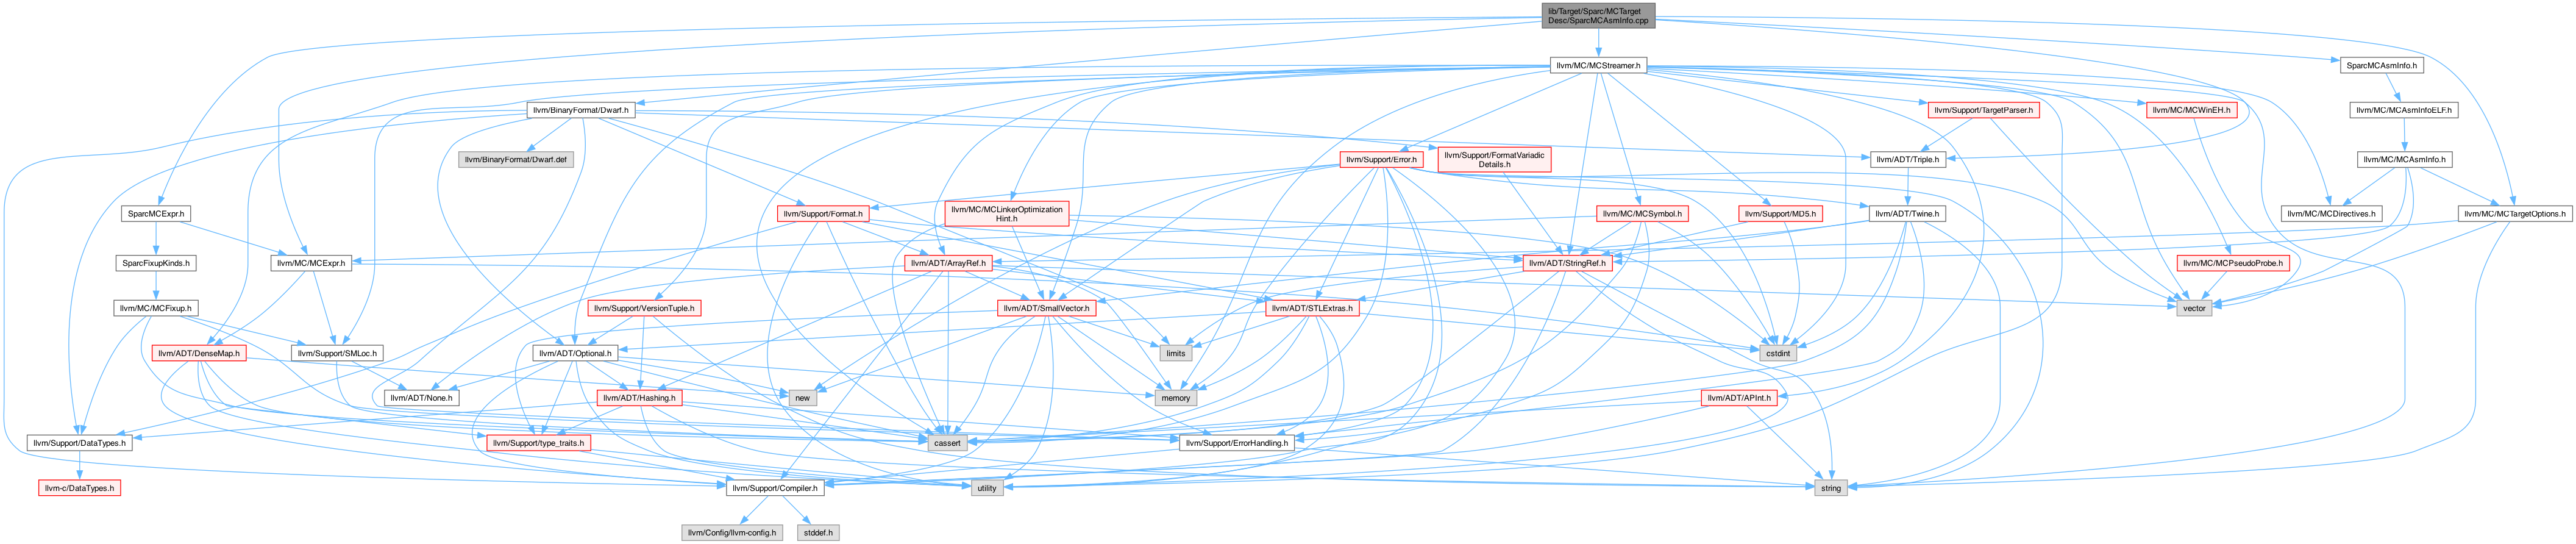 lib/Target/Sparc/MCTarget
Desc/SparcMCAsmInfo.cpp
llvm/MC/MCStreamer.h
SparcMCAsmInfo.h
llvm/BinaryFormat/Dwarf.h
llvm/Support/TargetParser.h
llvm/MC/MCWinEH.h
llvm/MC/MCAsmInfoELF.h
llvm/BinaryFormat/Dwarf.def
llvm/Support/Error.h
llvm/Support/FormatVariadic
Details.h
llvm/ADT/Triple.h
llvm/MC/MCAsmInfo.h
SparcMCExpr.h
llvm/Support/Format.h
llvm/MC/MCLinkerOptimization
Hint.h
llvm/MC/MCSymbol.h
llvm/Support/MD5.h
llvm/ADT/Twine.h
llvm/MC/MCDirectives.h
llvm/MC/MCTargetOptions.h
SparcFixupKinds.h
llvm/MC/MCExpr.h
llvm/ADT/ArrayRef.h
llvm/ADT/StringRef.h
llvm/MC/MCPseudoProbe.h
llvm/MC/MCFixup.h
llvm/Support/VersionTuple.h
llvm/ADT/SmallVector.h
llvm/ADT/STLExtras.h
vector
llvm/ADT/DenseMap.h
llvm/Support/SMLoc.h
llvm/ADT/Optional.h
limits
cstdint
llvm/ADT/None.h
llvm/ADT/Hashing.h
new
memory
llvm/ADT/APInt.h
llvm/Support/DataTypes.h
llvm/Support/type_traits.h
cassert
llvm/Support/ErrorHandling.h
llvm-c/DataTypes.h
llvm/Support/Compiler.h
utility
string
llvm/Config/llvm-config.h
stddef.h